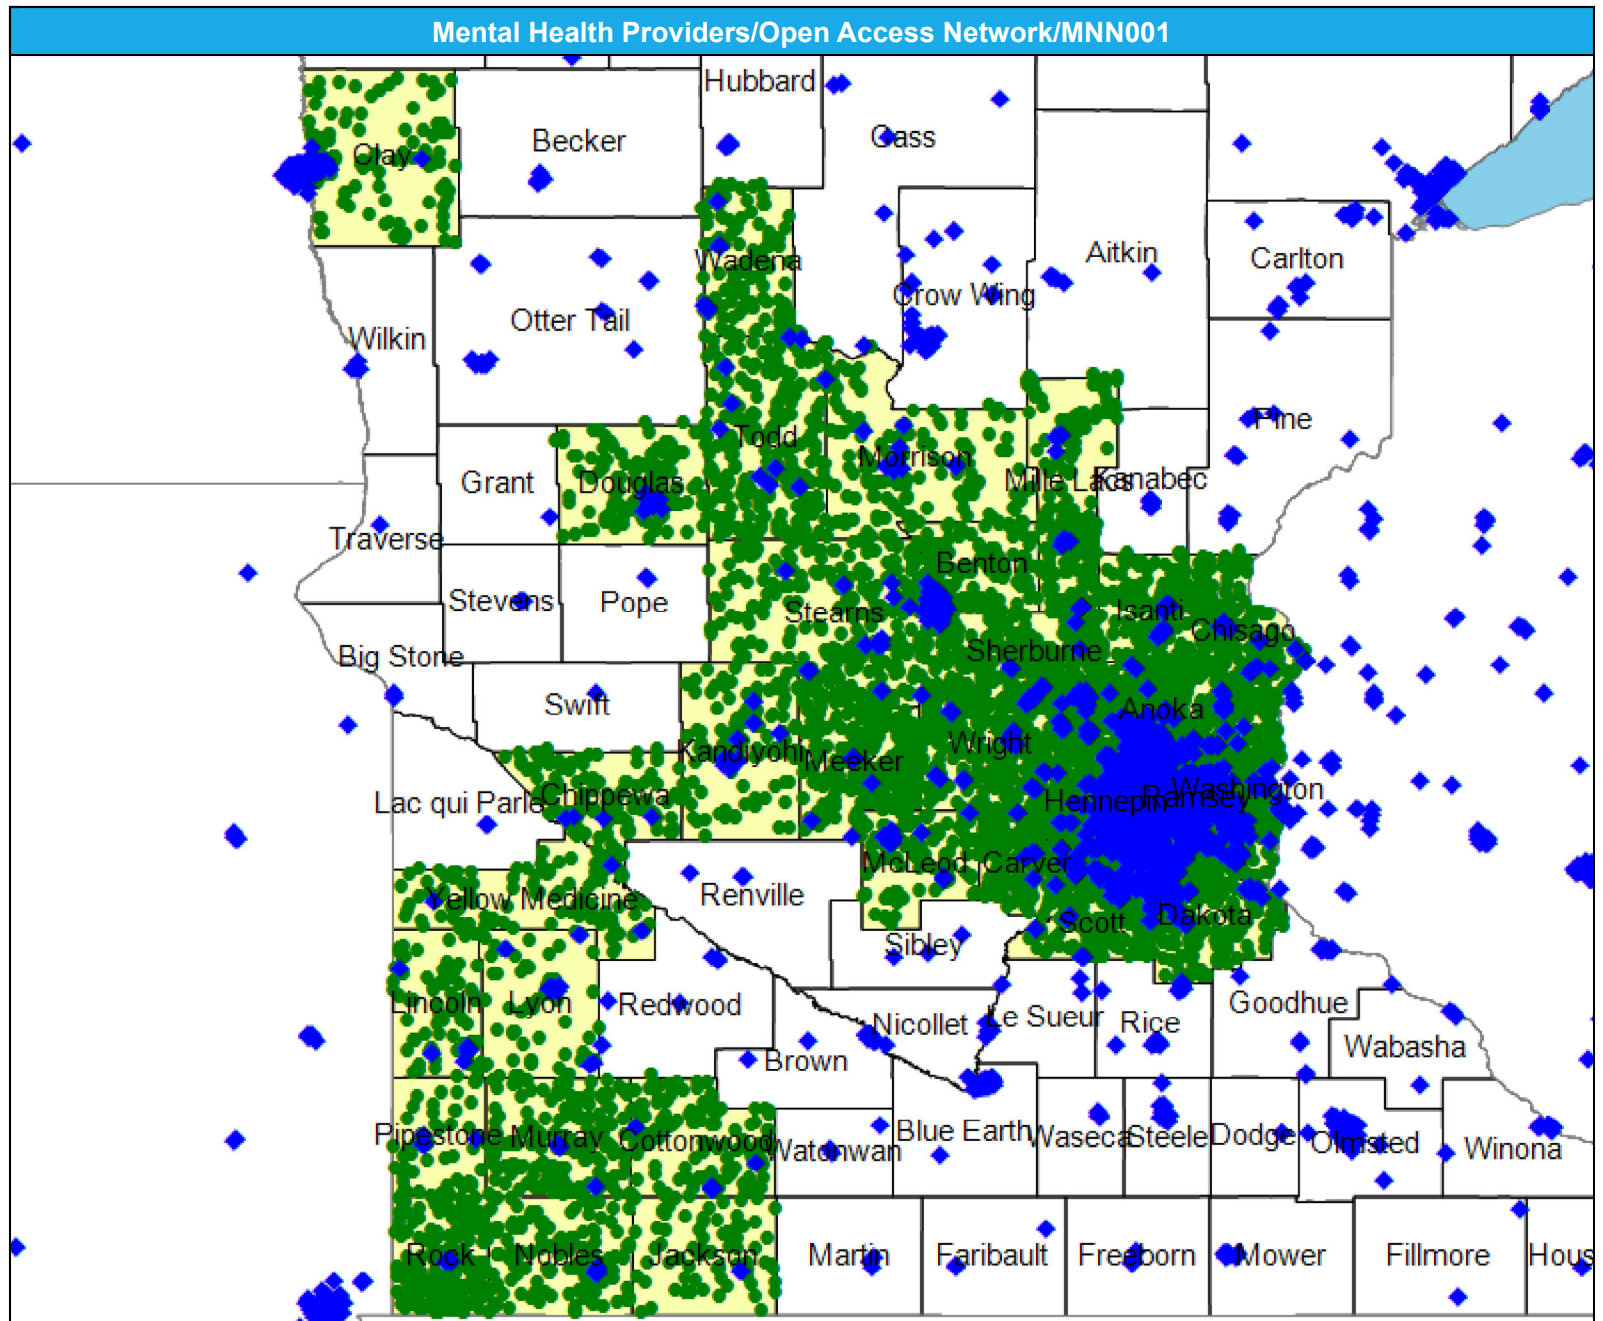 Mental Health Providers/Open Access Network/MNN001
Hubbard
Cass
Becker
Clay
Wadena
Aitkin
Carlton
Crow Wing
Otter Tail
Wilkin
Pine
Todd
Morrison
Mille Lacs
Kanabec
Grant
Douglas
Traverse
Benton
Stevens
Pope
Stearns
Isanti
Chisago
Big Stone
Sherburne
Swift
Anoka
Wright
Kandiyohi
Meeker
Lac qui Parle
Chippewa
Hennepin
Ramsey
Washington
McLeod
Carver
Yellow Medicine
Renville
Scott
Dakota
Sibley
Lincoln
Lyon
Redwood
Nicollet
Le Sueur
Rice
Goodhue
Brown
Wabasha
Pipestone
Murray
Cottonwood
Watonwan
Blue Earth
Waseca
Steele
Dodge
Olmsted
Winona
Rock
Nobles
Jackson
Martin
Faribault
Freeborn
Mower
Fillmore
Hous